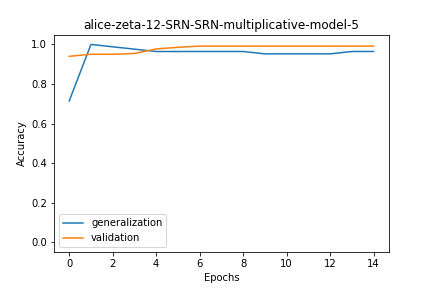 alice-zeta-12-SRN-SRN-multiplicative-model-5
Accuracy
1.0
0.8
0.6
0.4
0.2
0.0
generalization
validation
0 2 4 6 8 10 12 14
Epochs